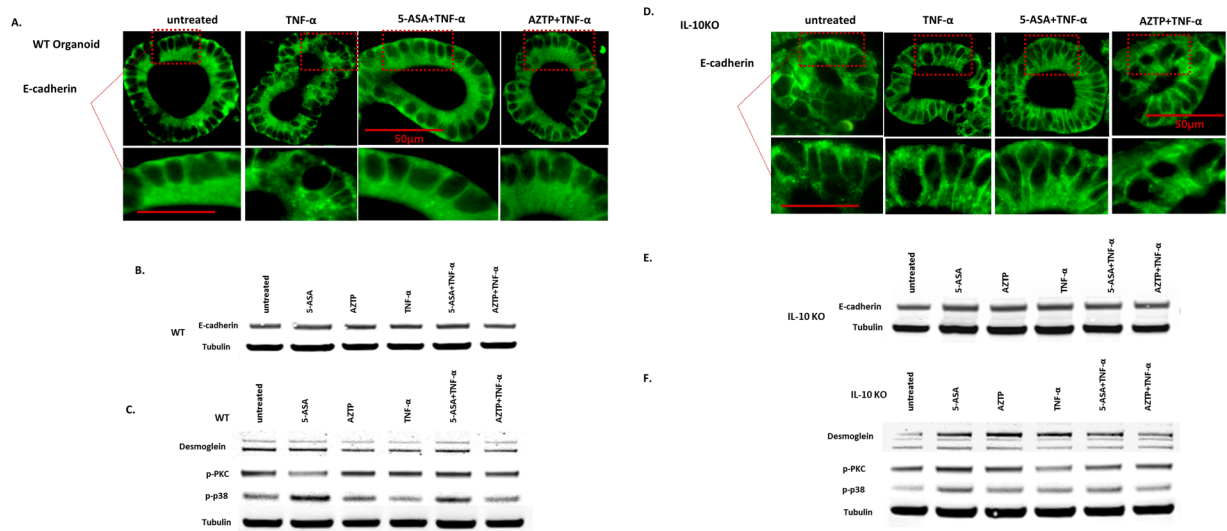 A.
untreated
TNF-α
5-ASA+TNF-α
AZTP+TNF-α
WT Organoid
E-cadherin
50μm
B.
untreated
5-ASA
AZTP
TNF-α
5-ASA+TNF-α
AZTP+TNF-α
WT
E-cadherin
Tubulin
C.
WT
untreated
5-ASA
AZTP
TNF-α
5-ASA+TNF-α
AZTP+TNF-α
Desmoglein
p-PKC
p-p38
Tubulin
D.
untreated
TNF-α
5-ASA+TNF-α
AZTP+TNF-α
IL-10KO
E-cadherin
50μm
E.
untreated
5-ASA
AZTP
TNF-α
5-ASA+TNF-α
AZTP+TNF-α
IL-10 KO
E-cadherin
Tubulin
F.
IL-10 KO
untreated
5-ASA
AZTP
TNF-α
5-ASA+TNF-α
AZTP+TNF-α
Desmoglein
p-PKC
p-p38
Tubulin